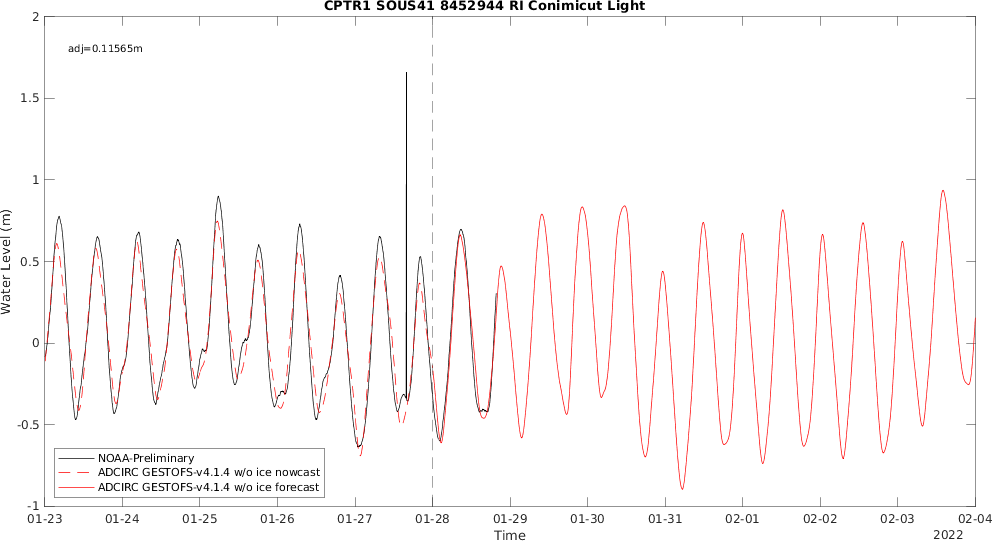 CPTR1 SOUS41 8452944 RI Conimicut Light
adj=0.11565m
2
1.5
1
0.5
0
-0.5
-1
Water Level (m)
NOAA-Preliminary
ADCIRC GESTOFS-v4.1.4 w/o ice nowcast
ADCIRC GESTOFS-v4.1.4 w/o ice forecast
01-23 01-24 01-25 01-26 01-27 01-28 01-29 01-30 01-31 02-01 02-02 02-03 02-04
Time
2022